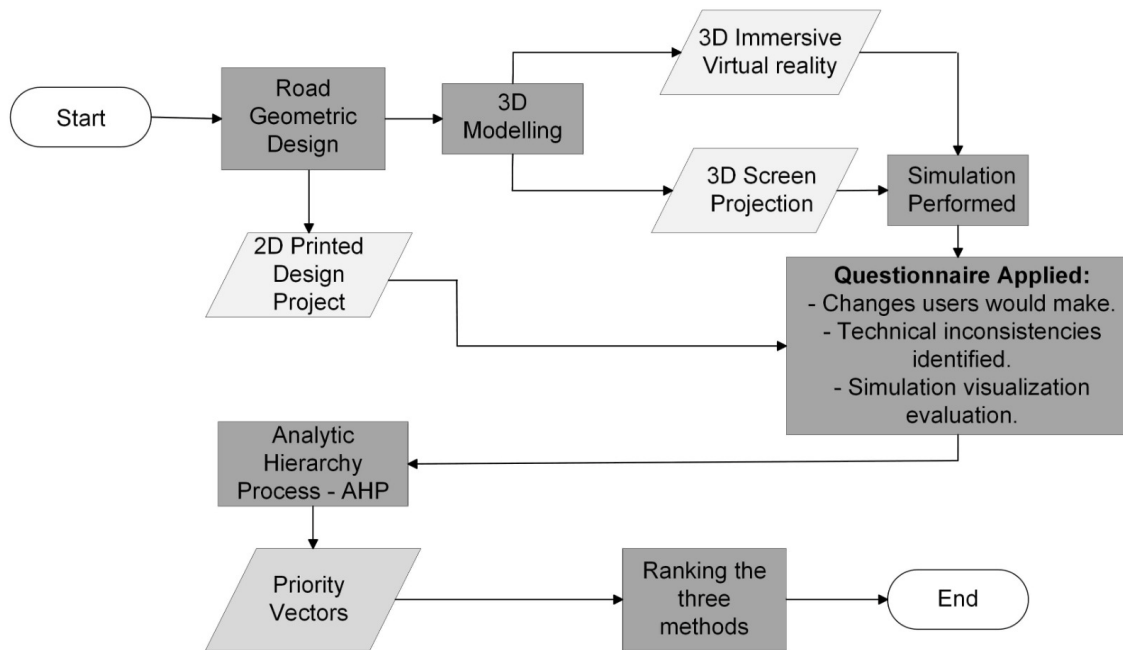 Start
Road
Geometric
Design
3D
Modelling
3D Immersive
Virtual reality
3D Screen
Projection
Simulation
Performed
2D Printed
Design
Project
Questionnaire Applied:
- Changes users would make.
- Technical inconsistencies
identified.
- Simulation visualization
evaluation.
Analytic
Hierarchy
Process - AHP
Priority
Vectors
Ranking the
three
methods
End